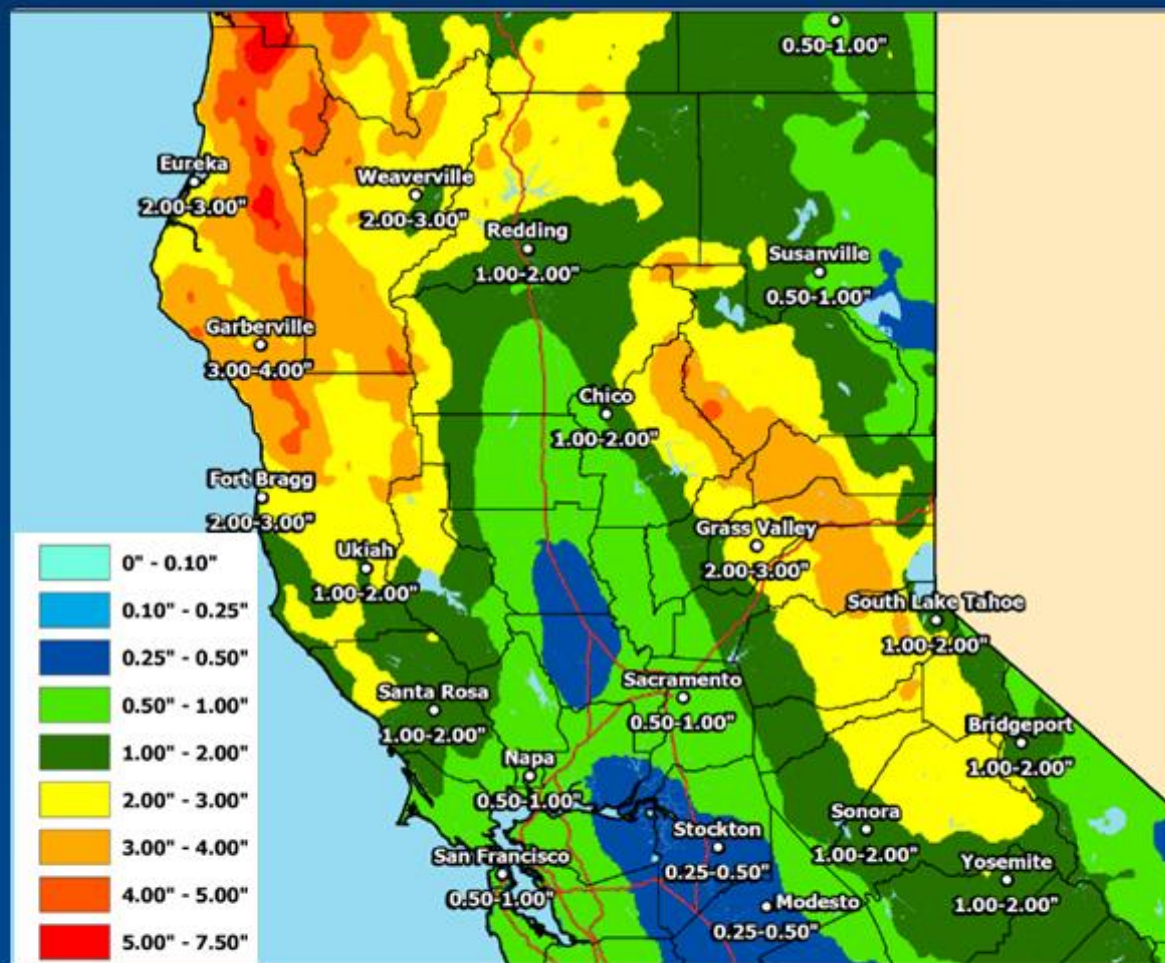 0.50-1.00"
Eureka
2.00-3.00"
Weaverville
2.00-3.00"
Redding
1.00-2.00"
Susanville
0.50-1.00"
Garberville
3.00-4.00"
Chico
1.00-2.00"
Fort Bragg
2.00-3.00"
Grass Valley
2.00-3.00"
Ukiah
1.00-2.00"
South Lake Tahoe
1.00-2.00"
Sacramento
0.50-1.00"
Santa Rosa
1.00-2.00"
Bridgeport
1.00-2.00"
Napa
0.50-1.00"
Sonora
1.00-2.00"
Stockton
0.25-0.50"
San Francisco
0.50-1.00"
Yosemite
1.00-2.00"
Modesto
0.25-0.50"
0" - 0.10"
0.10" - 0.25"
0.25" - 0.50"
0.50" - 1.00"
1.00" - 2.00"
2.00" - 3.00"
3.00" - 4.00"
4.00" - 5.00"
5.00" - 7.50"